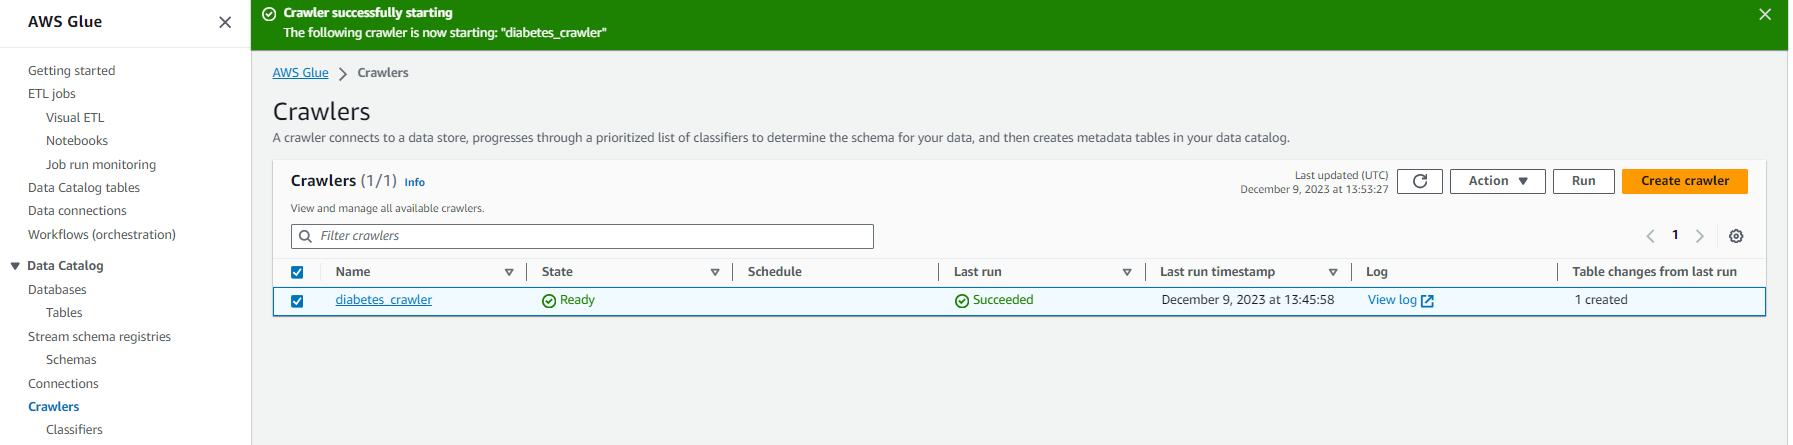 AWS Glue
Getting started
ETL jobs
Visual ETL
Notebooks
Job run monitoring
Data Catalog tables
Data connections
Workflows (orchestration)
Data Catalog
Databases
Tables
Stream schema registries
Schemas
Connections
Crawlers
Classifiers
Crawler successfully starting
The following crawler is now starting: "diabetes_crawler"
AWS Glue Crawlers
Crawlers
A crawler connects to a data store, progresses through a prioritized list of classifiers to determine the schema for your data, and then creates metadata tables in your data catalog.
Crawlers (1/1) Info
Last updated (UTC)
December 9, 2023 at 13:53:27
Action Run Create crawler
View and manage all available crawlers.
Filter crawlers
1
Name State Schedule Last run Last run timestamp Log Table changes from last run
diabetes_crawler Ready Succeeded December 9, 2023 at 13:45:58 View log 1 created